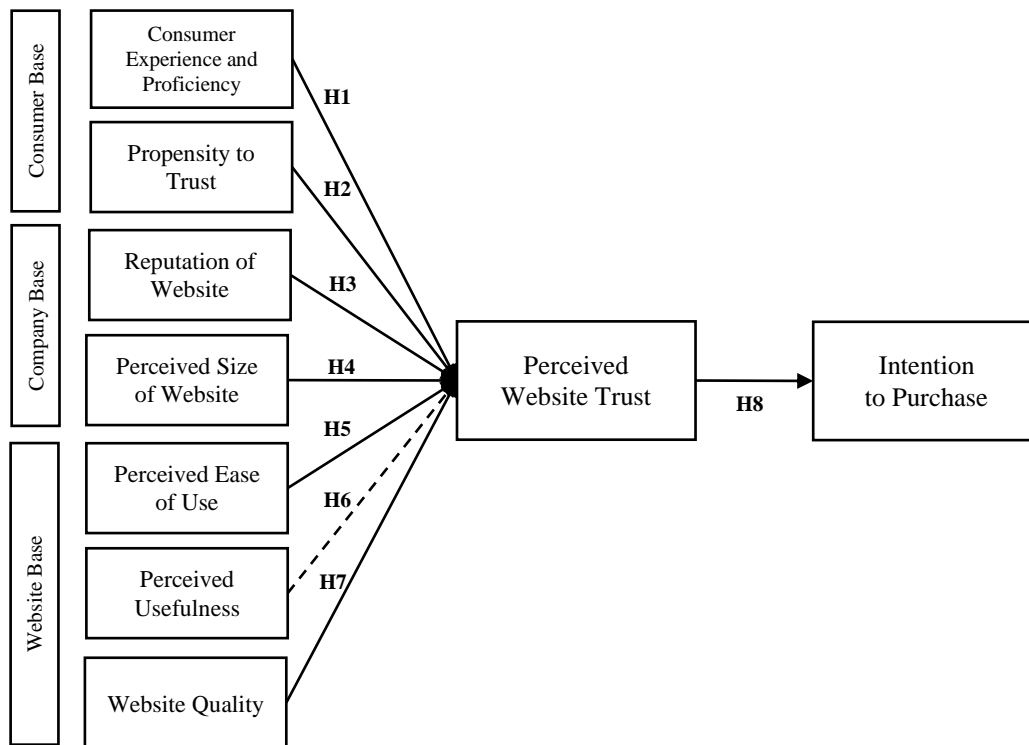 Consumer Base
Consumer
Experience and
Proficiency
H1
Propensity to
Trust
H2
Company Base
Reputation of
Website
H3
Perceived Size
of Website
H4
Perceived
Website Trust
H8
Intention
to Purchase
Website Base
Perceived Ease
of Use
H5
H6
Perceived
Usefulness
H7
Website Quality